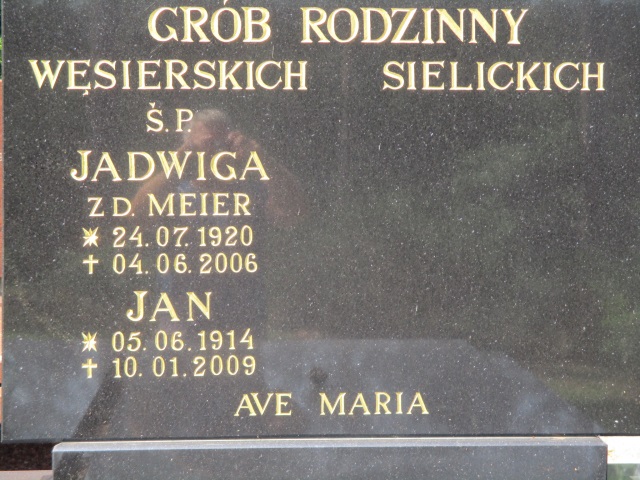 GRÓB RODZINNY
WĘSIERSKICH SIELICKICH
Ś.P.
JADWIGA
Z D. MEIER
* 24.07.1920
† 04.06.2006
JAN
* 05.06.1914
† 10.01.2009
AVE MARIA